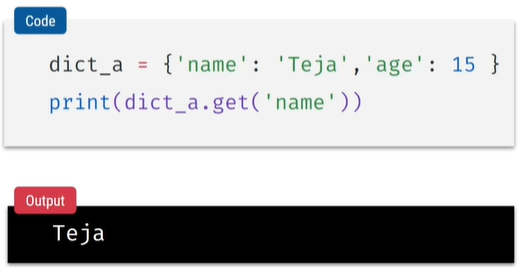 Code
dict_a = {'name': 'Teja','age': 15 }
print(dict_a.get('name'))
Output
Teja